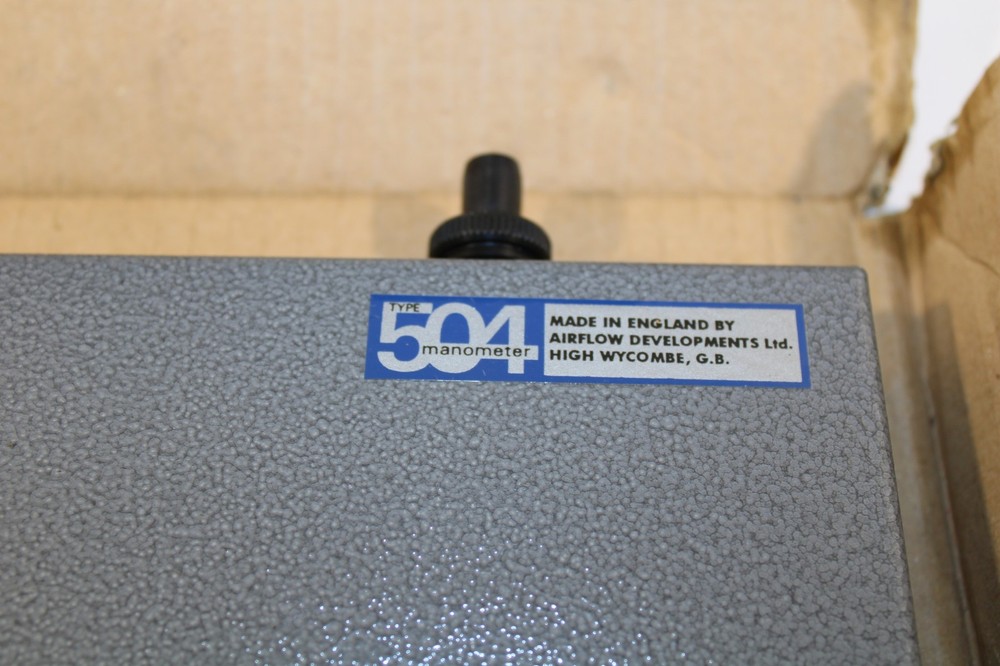 TYPE
504
manometer
MADE IN ENGLAND BY
AIRFLOW DEVELOPMENTS Ltd.
HIGH WYCOMBE, G.B.